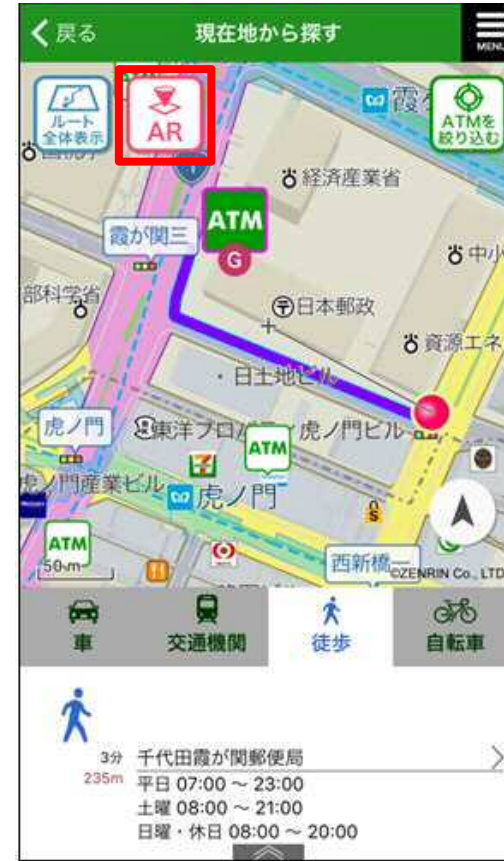 戻る
現在地から探す
MENU
ルート
全体表示
AR
ATMを
絞り込む
経済産業省
ATM
霞が関三
G
中小
部科学省
日本郵政
資源エネ
・日土地ビル
虎ノ門
東洋プロパティ虎ノ門ビル
ATM
虎ノ門産業ビル
虎ノ門
ATM
50m
西新橋一
©ZENRIN Co., LTD
車
交通機関
徒歩
自転車
3分
千代田霞が関郵便局
235m
平日 07:00 ～ 23:00
土曜 08:00 ～ 21:00
日曜・休日 08:00 ～ 20:00